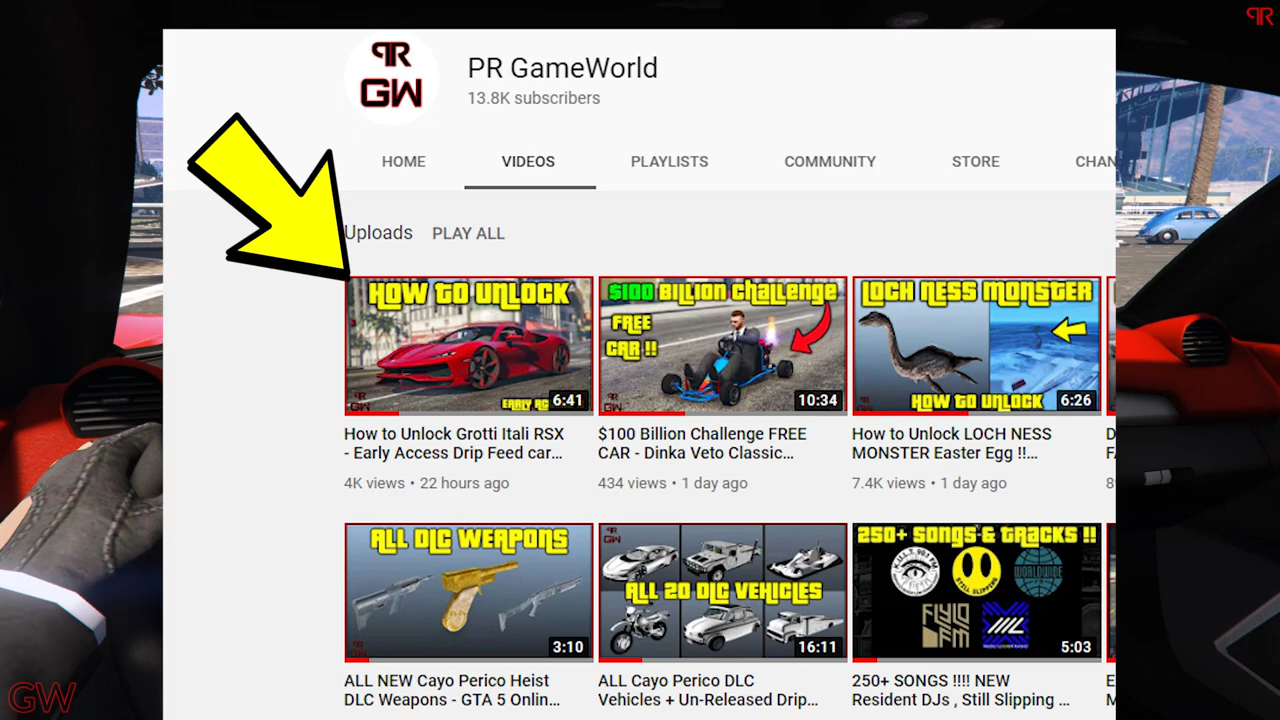 PR
PR
GW
PR GameWorld
13.8K subscribers
HOME VIDEOS PLAYLISTS COMMUNITY STORE CHAN
Uploads PLAY ALL
HOW TO UNLOCK
6:41
$100 BILLION CHALLENGE
FREE
CAR !!
10:34
LOCH NESS MONSTER
HOW TO UNLOCK
6:26
How to Unlock Grotti Itali RSX
- Early Access Drip Feed car...
4K views • 22 hours ago
$100 Billion Challenge FREE
CAR - Dinka Veto Classic...
434 views • 1 day ago
How to Unlock LOCH NESS
MONSTER Easter Egg !!...
7.4K views • 1 day ago
ALL DLC WEAPONS
3:10
ALL 20 DLC VEHICLES
16:11
250+ SONGS & TRACKS !!
STILL SLIPPING
WORLDWIDE
FLYLO
FM
5:03
ALL NEW Cayo Perico Heist
DLC Weapons - GTA 5 Onlin...
ALL Cayo Perico DLC
Vehicles + Un-Released Drip...
250+ SONGS !!!! NEW
Resident DJs , Still Slipping ...
GW